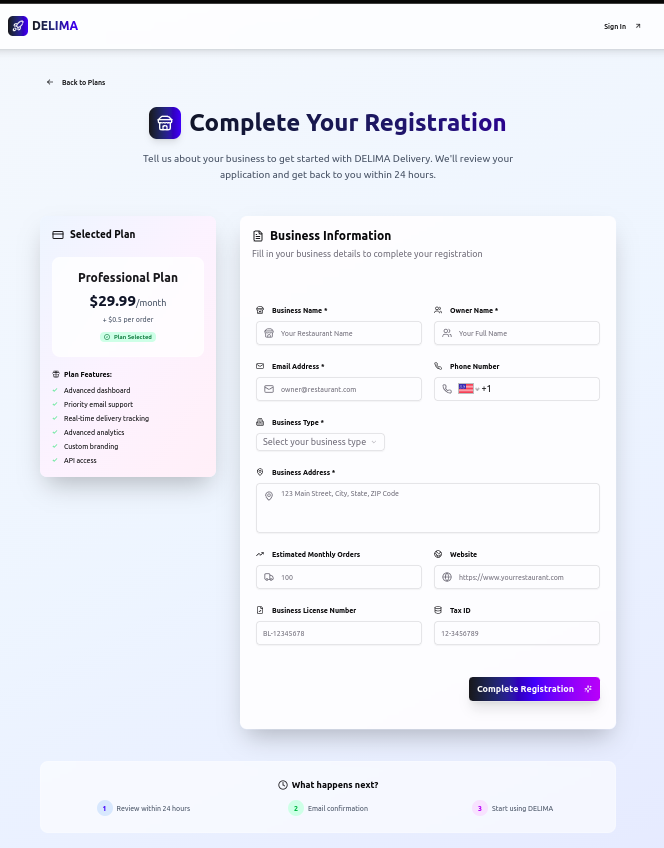 DELIMA
Sign In
Back to Plans
Complete Your Registration
Tell us about your business to get started with DELIMA Delivery. We'll review your
application and get back to you within 24 hours.
Selected Plan
Professional Plan
$29.99/month
+ $0.5 per order
Plan Selected
Plan Features:
Advanced dashboard
Priority email support
Real-time delivery tracking
Advanced analytics
Custom branding
API access
Business Information
Fill in your business details to complete your registration
Business Name *
Owner Name *
Your Restaurant Name
Your Full Name
Email Address *
Phone Number
owner@restaurant.com
+1
Business Type *
Select your business type
Business Address *
123 Main Street, City, State, ZIP Code
Estimated Monthly Orders
Website
100
https://www.yourrestaurant.com
Business License Number
Tax ID
BL-12345678
12-3456789
Complete Registration
What happens next?
1 Review within 24 hours
2 Email confirmation
3 Start using DELIMA